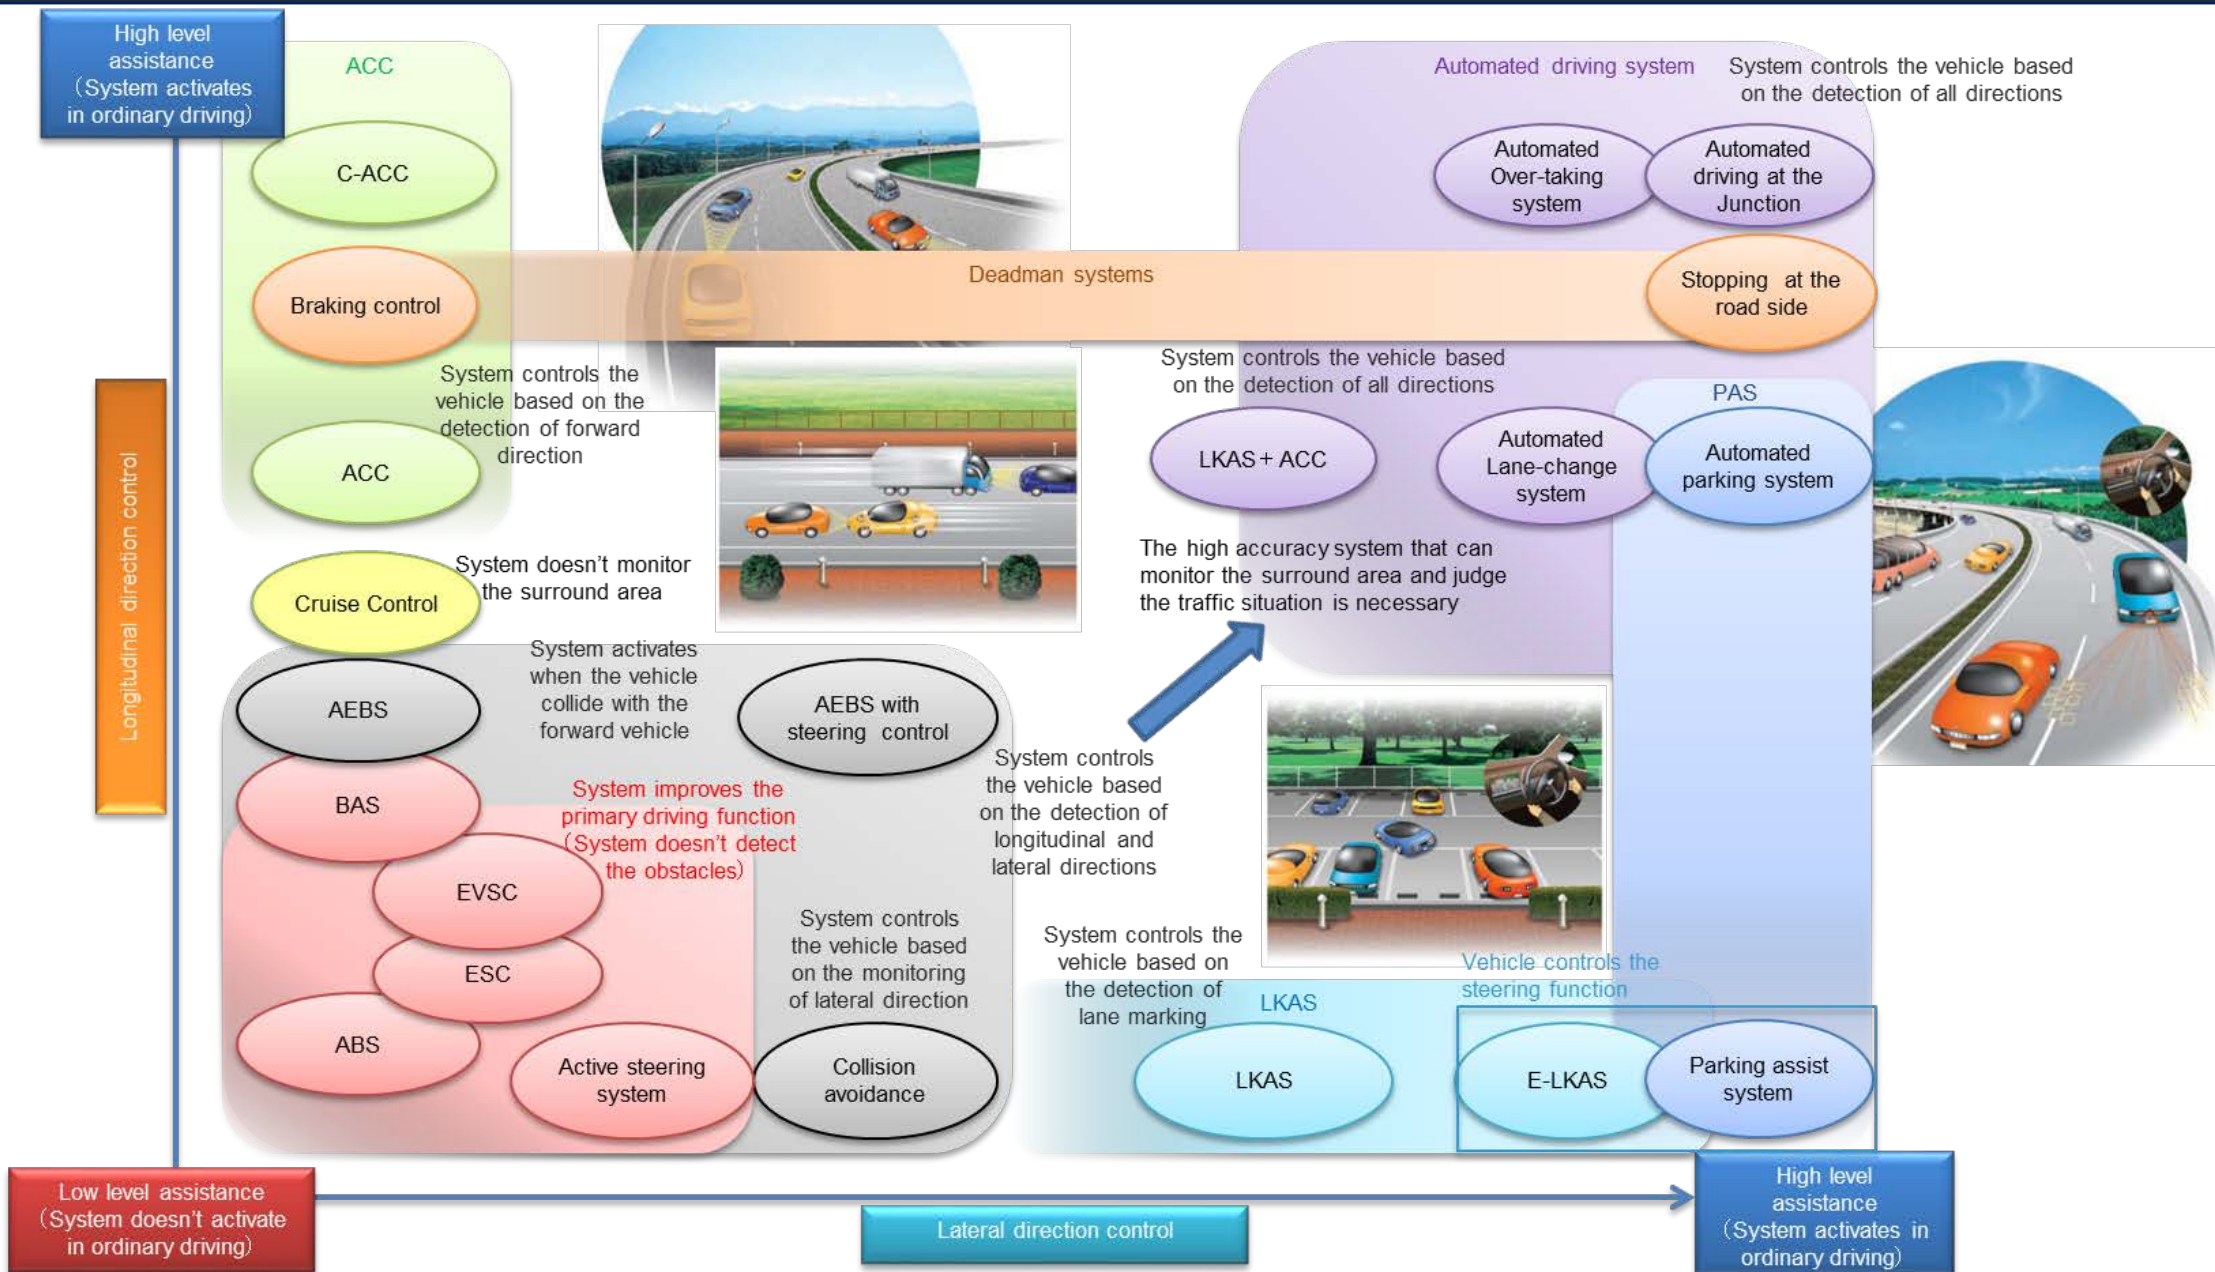 High level
assistance
（System activates
in ordinary driving）
ACC
C-ACC
Braking control
System controls the
vehicle based on the
detection of forward
direction
ACC
Deadman systems
Automated driving system
System controls the vehicle based
on the detection of all directions
Automated
Over-taking
system
Automated
driving at the
Junction
Stopping at the
road side
System controls the vehicle based
on the detection of all directions
PAS
LKAS＋ACC
Automated
Lane-change
system
Automated
parking system
The high accuracy system that can
monitor the surround area and judge
the traffic situation is necessary
Longitudinal direction control
Cruise Control
System doesn’t monitor
the surround area
AEBS
System activates
when the vehicle
collide with the
forward vehicle
AEBS with
steering control
BAS
System improves the
primary driving function
（System doesn’t detect
the obstacles）
EVSC
ESC
ABS
Active steering
system
System controls
the vehicle based
on the monitoring
of lateral direction
Collision
avoidance
System controls
the vehicle based
on the detection of
longitudinal and
lateral directions
System controls the
vehicle based on
the detection of
lane marking
LKAS
LKAS
Vehicle controls the
steering function
E-LKAS
Parking assist
system
Low level assistance
（System doesn’t activate
in ordinary driving）
Lateral direction control
High level
assistance
（System activates in
ordinary driving）